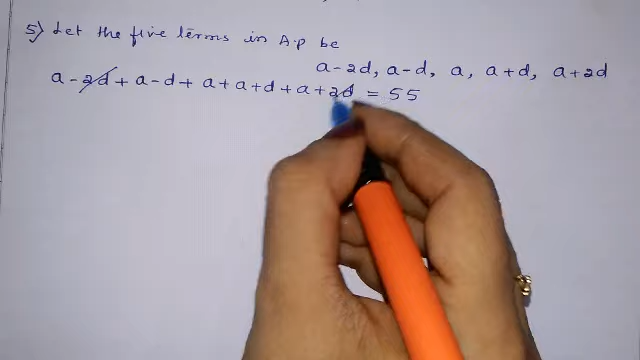 5) Let the five terms in A.P be
a - 2d, a - d, a, a + d, a + 2d
a - 2d + a - d + a + a + d + a + 2d = 55